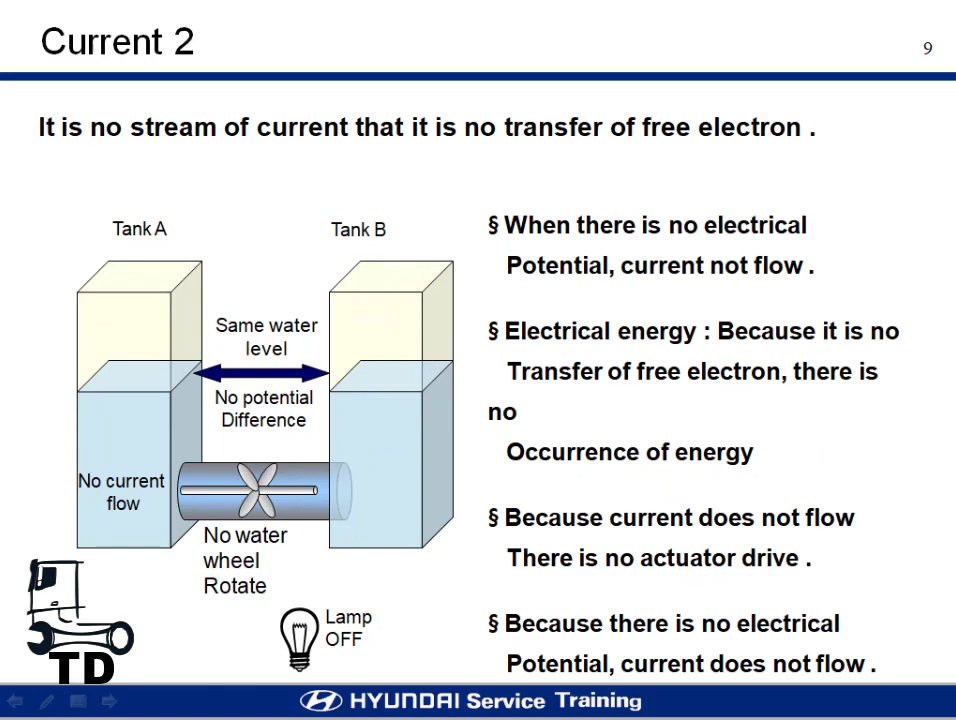 Current 2
9
It is no stream of current that it is no transfer of free electron .
Tank A
Tank B
Same water
level
No potential
Difference
No current
flow
No water
wheel
Rotate
Lamp
OFF
§ When there is no electrical
Potential, current not flow .
§ Electrical energy : Because it is no
Transfer of free electron, there is
no
Occurrence of energy
§ Because current does not flow
There is no actuator drive .
§ Because there is no electrical
Potential, current does not flow .
TD
HYUNDAI Service Training